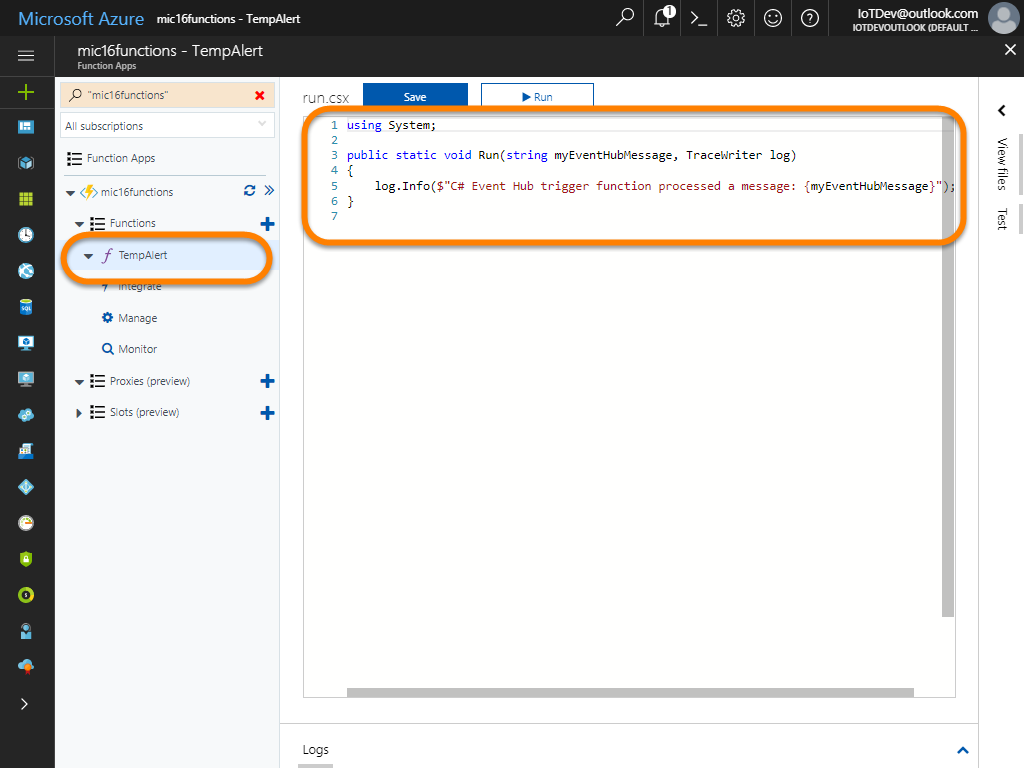 Microsoft Azure mic16functions - TempAlert
1
IoTDev@outlook.com
IOTDEVOUTLOOK (DEFAULT ...
mic16functions - TempAlert
Function Apps
"mic16functions"
All subscriptions
Function Apps
mic16functions
Functions
TempAlert
Integrate
Manage
Monitor
Proxies (preview)
Slots (preview)
SQL
run.csx Save Run
1 using System;
2
3 public static void Run(string myEventHubMessage, TraceWriter log)
4 {
5 log.Info($"C# Event Hub trigger function processed a message: {myEventHubMessage}");
6 }
7
View files
Test
Logs